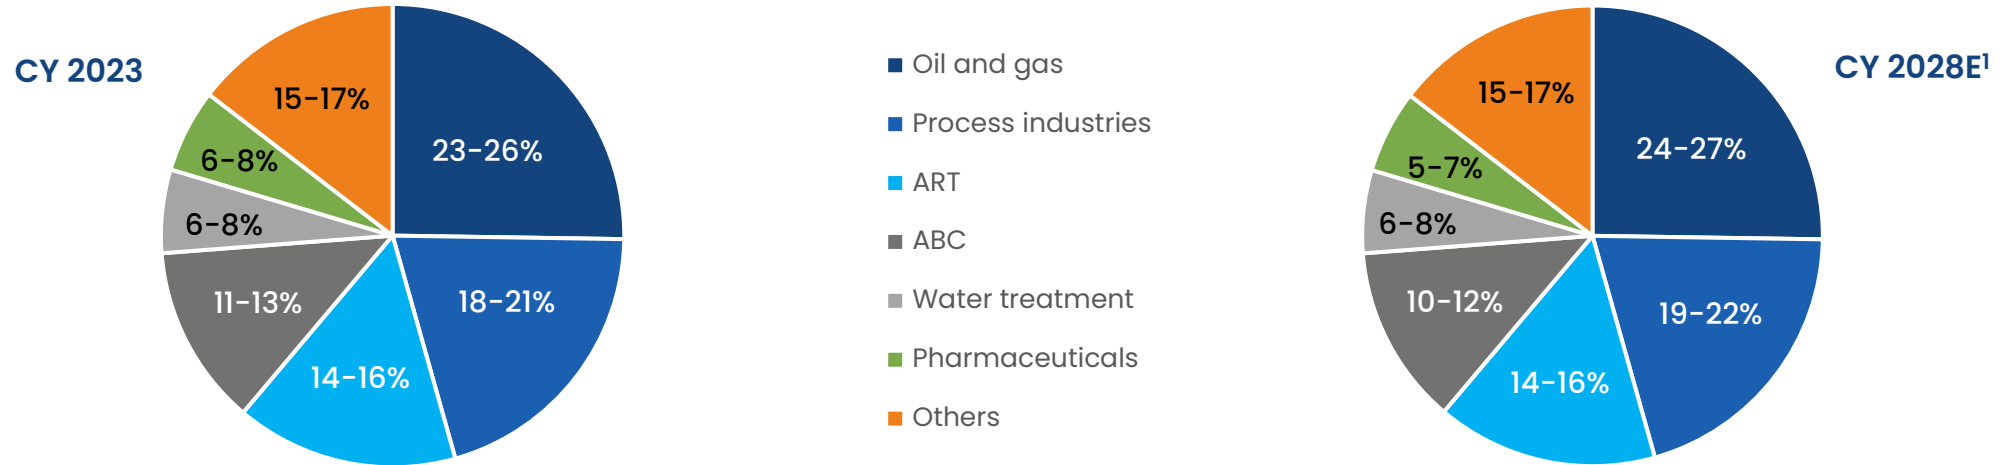 CY 2023
15-17%
23-26%
6-8%
6-8%
11-13%
18-21%
14-16%
Oil and gas
Process industries
ART
ABC
Water treatment
Pharmaceuticals
Others
CY 2028E¹
15-17%
24-27%
5-7%
6-8%
10-12%
19-22%
14-16%